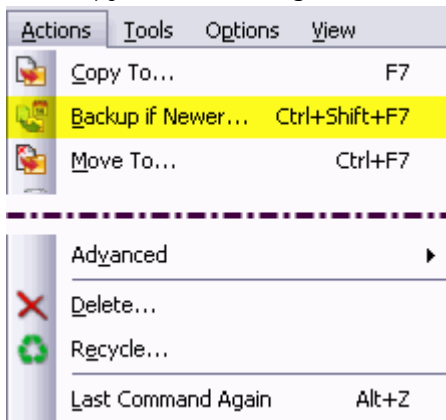 Actions Tools Options View
Copy To... F7
Backup if Newer... Ctrl+Shift+F7
Move To... Ctrl+F7
Advanced
Delete...
Recycle...
Last Command Again Alt+Z